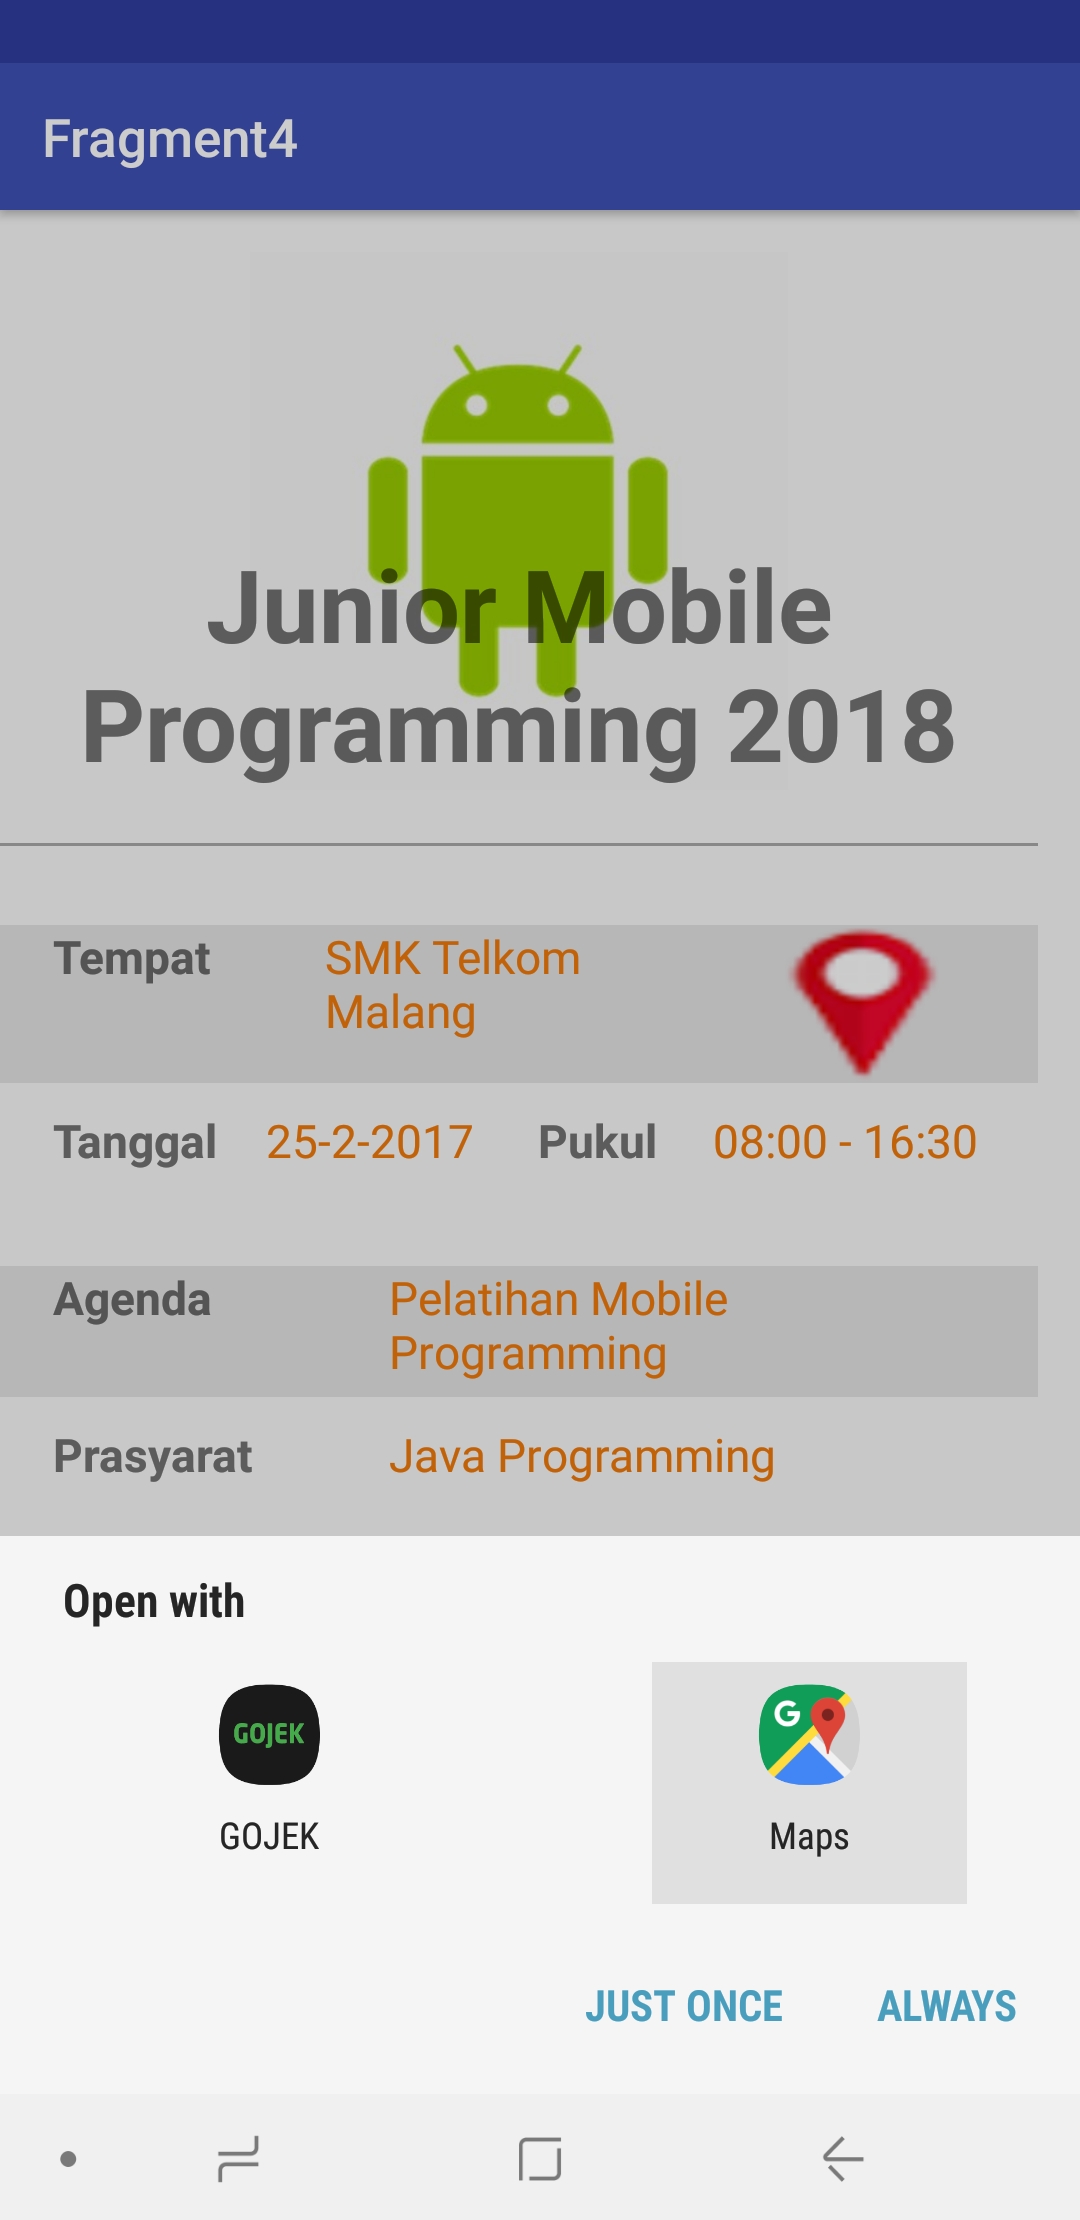 Fragment4
Junior Mobile
Programming 2018
Tempat SMK Telkom
Malang
Tanggal 25-2-2017 Pukul 08:00 - 16:30
Agenda Pelatihan Mobile
Programming
Prasyarat Java Programming
Open with
GOJEK
G
GOJEK Maps
JUST ONCE ALWAYS